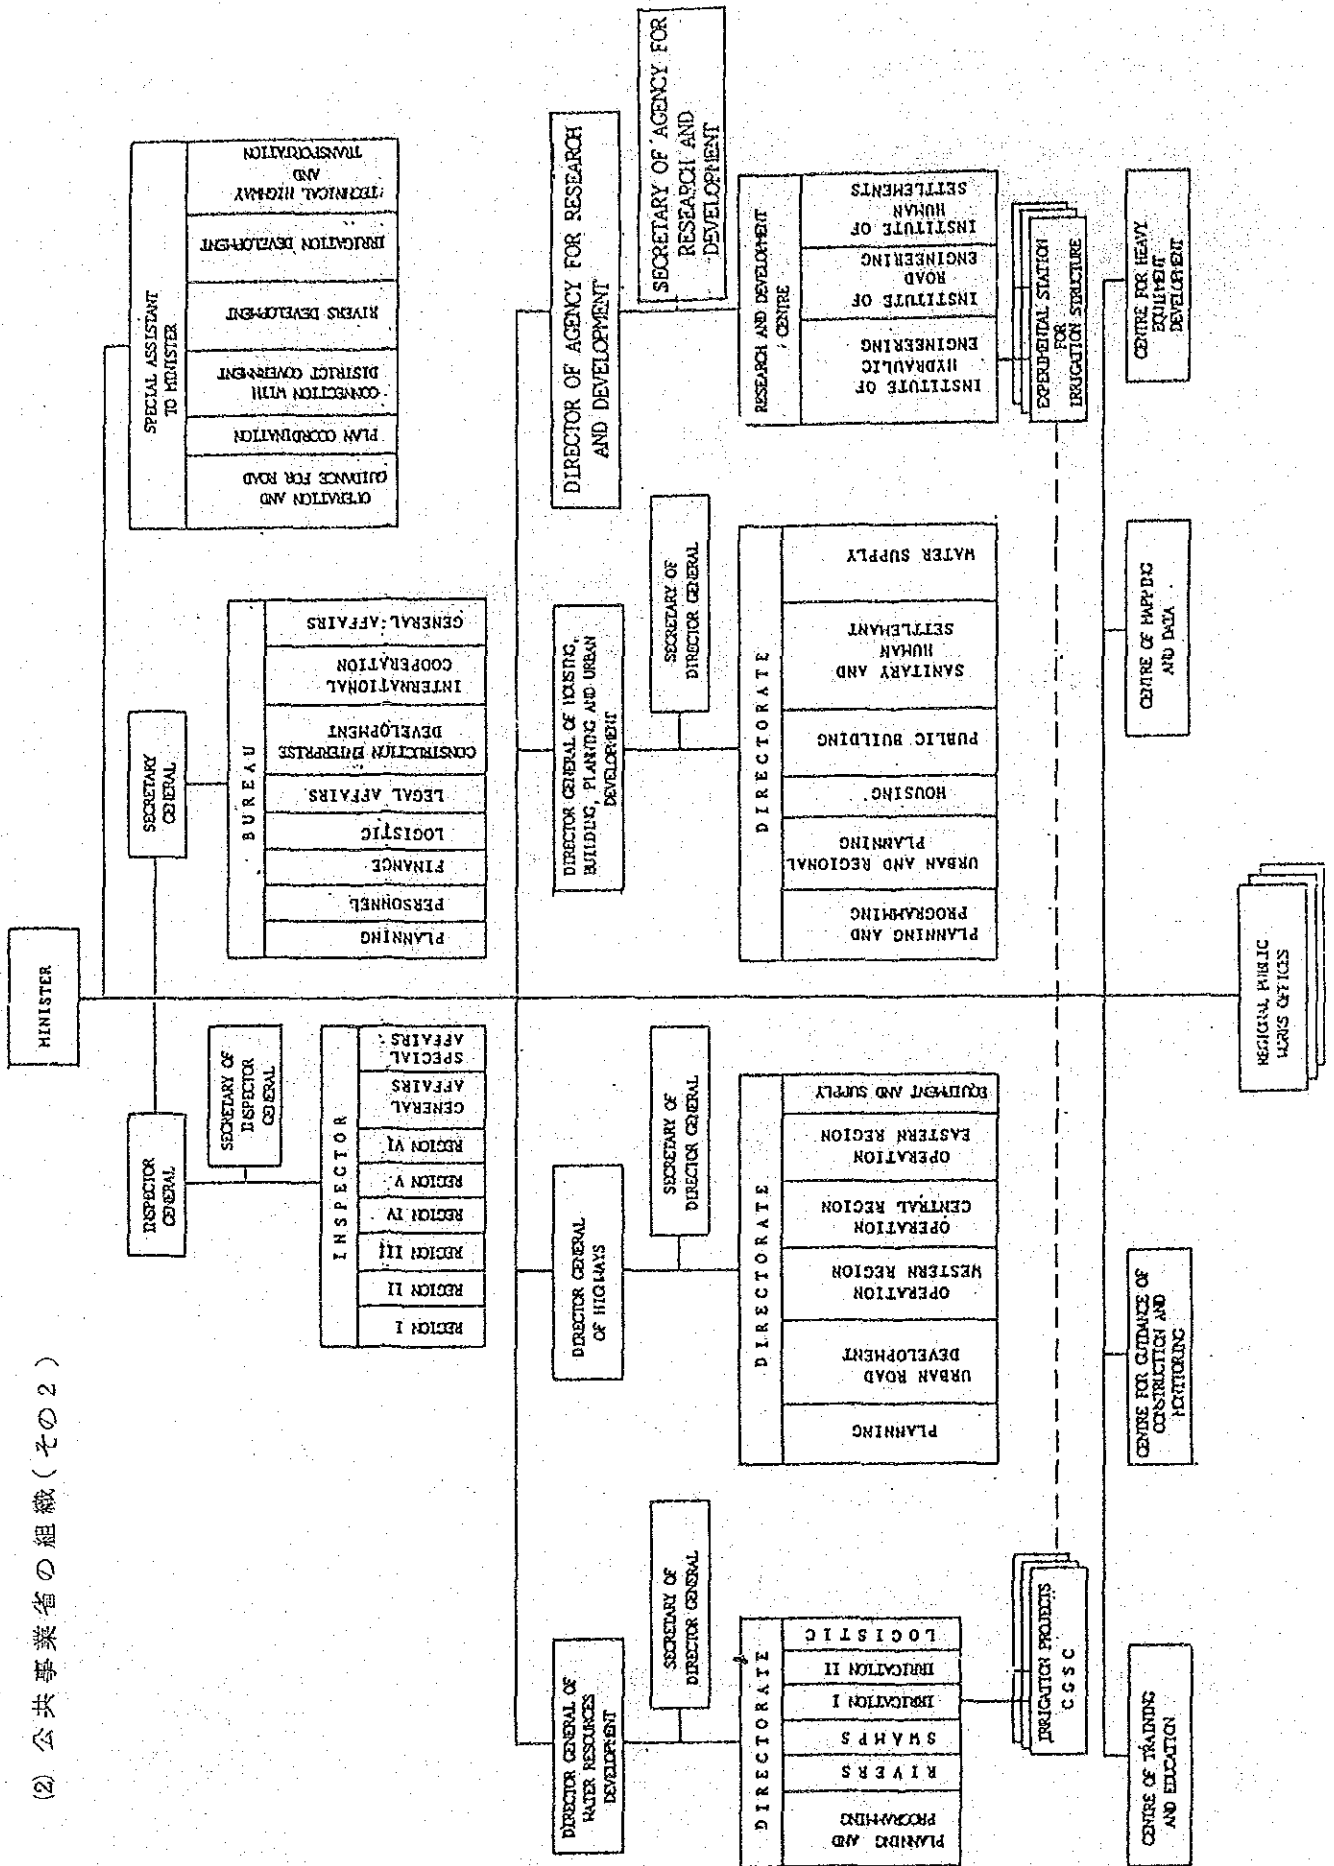 (2) 公共事業省の組織(その2)
MINISTER
INSPECTOR
GENERAL
SECRETARY
GENERAL
SPECIAL ASSISTANT
TO MINISTER
OPERATION AND
GUIDANCE FOR ROAD
PLAN COORDINATION
CONNECTION WITH
DISTRICT GOVERNMENT
RIVERS DEVELOPMENT
IRRIGATION DEVELOPMENT
TECHNICAL HIGHWAY
AND
TRANSPORTATION
SECRETARY OF
INSPECTOR
GENERAL
INSPECTOR
REGION I
REGION II
REGION III
REGION IV
REGION V
REGION VI
GENERAL
AFFAIRS
SPECIAL
AFFAIRS
BUREAU
PLANNING
PERSONNEL
FINANCE
LOGISTIC
LEGAL AFFAIRS
CONSTRUCTION ENTERPRISE
DEVELOPMENT
INTERNATIONAL
COOPERATION
GENERAL AFFAIRS
DIRECTOR GENERAL OF
WATER RESOURCES
DEVELOPMENT
SECRETARY OF
DIRECTOR GENERAL
DIRECTORATE
PLANNING AND
PROGRAMMING
RIVERS
SWAMPS
IRRIGATION I
IRRIGATION II
LOGISTIC
IRRIGATION PROJECTS
C G S C
DIRECTOR GENERAL
OF HIGWAYS
SECRETARY OF
DIRECTOR GENERAL
DIRECTORATE
PLANNING
URBAN ROAD
DEVELOPMENT
OPERATION
WESTERN REGION
OPERATION
CENTRAL REGION
OPERATION
EASTERN REGION
EQUIPMENT AND SUPPLY
DIRECTOR GENERAL OF HOUSTING,
BUILDING, PLANTING AND URBAN
DEVELOPMENT
SECRETARY OF
DIRECTOR GENERAL
DIRECTORATE
PLANNING AND
PROGRAMMING
URBAN AND REGIONAL
PLANNING
HOUSING
PUBLIC BUILDING
SANITARY AND
HUMAN
SETTLEMANT
WATER SUPPLY
DIRECTOR OF AGENCY FOR RESEARCH
AND DEVELOPMENT
SECRETARY OF AGENCY FOR
RESEARCH AND
DEVELOPMENT
RESEARCH AND DEVELOPMENT
CENTRE
INSTITUTE OF
HYDRAULIC
ENGINEERING
INSTITUTE OF
ROAD
ENGINEERING
INSTITUTE OF
HUMAN
SETTLEMENTS
EXPERIMENTAL STATION
FOR
IRRIGATION STRUCTURE
CENTRE OF TRAINING
AND EDUCATION
CENTRE FOR GUIDANCE OF
CONSTRUCTION AND
MONITORING
CENTRE OF MAPPING
AND DATA
CENTRE FOR HEAVY
EQUIPMENT
DEVELOPMENT
REGIONAL PUBLIC
WORKS OFFICES